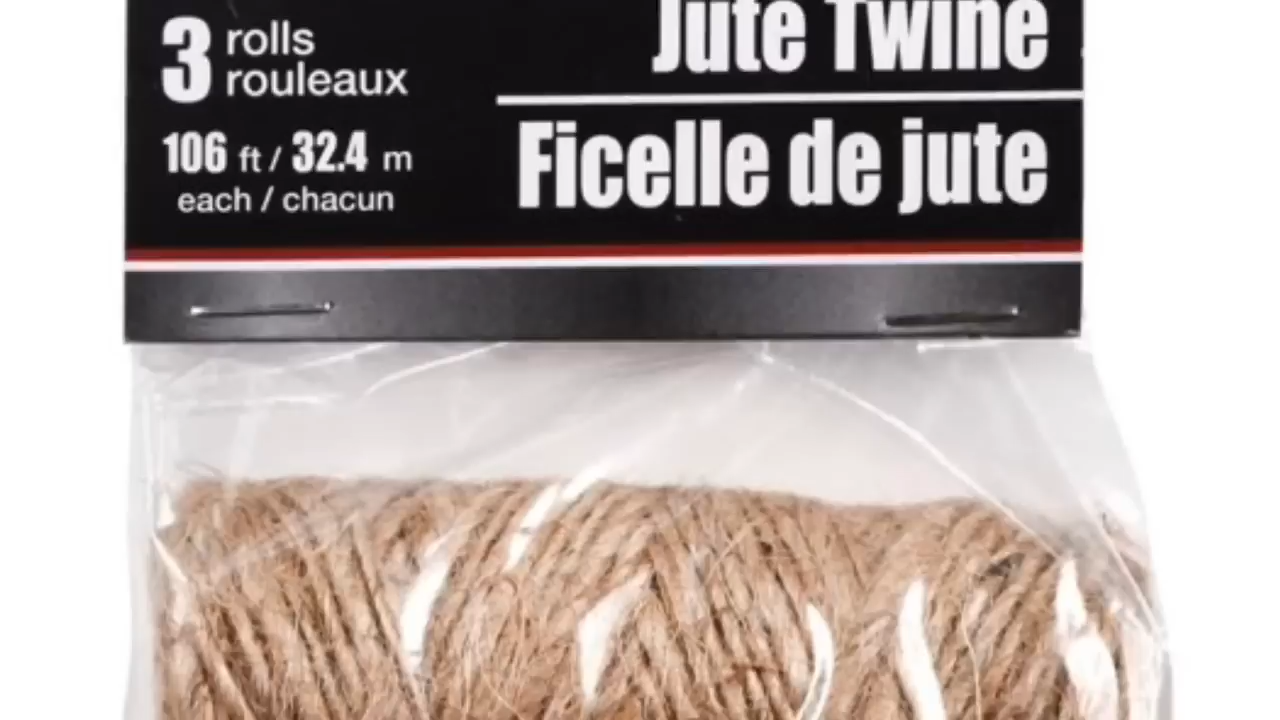 3 rolls
rouleaux
106 ft / 32.4 m
each / chacun
Jute Twine
Ficelle de jute